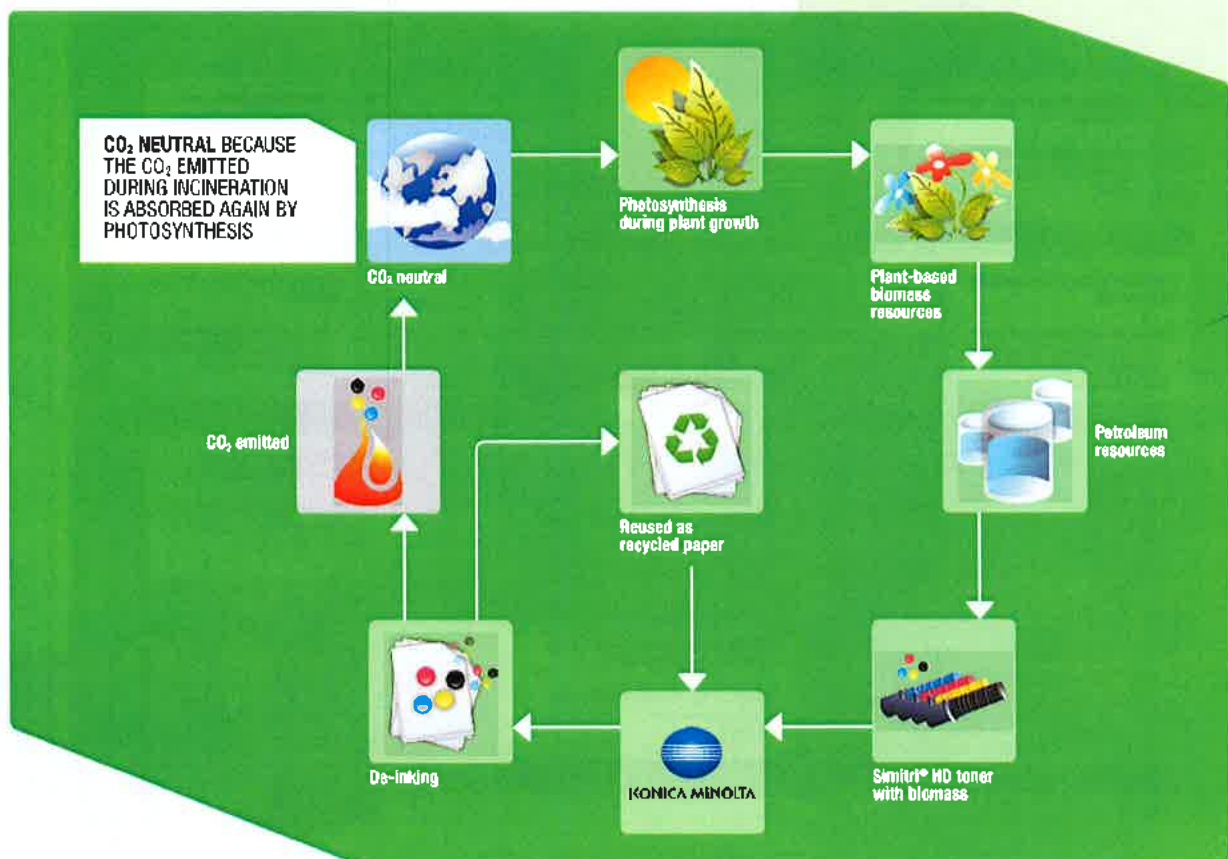 CO₂ NEUTRAL BECAUSE
THE CO₂ EMITTED
DURING INCINERATION
IS ABSORBED AGAIN BY
PHOTOSYNTHESIS
CO₂ neutral
Photosynthesis
during plant growth
Plant-based
biomass
resources
CO₂ emitted
Reused as
recycled paper
Petroleum
resources
De-inking
KONICA MINOLTA
Simitri® HD toner
with biomass